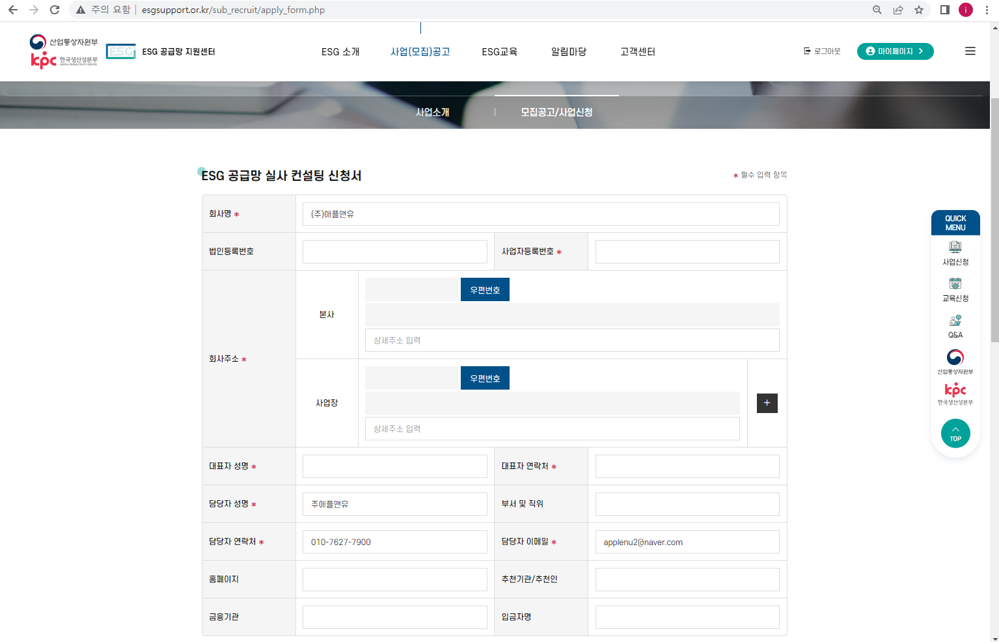 주의 요함 | esgsupport.or.kr/sub_recruit/apply_form.php
산업통상자원부
kpc 한국생산성본부
KOREA PRODUCTIVITY CENTER
ESG
ESG 공급망 지원센터
ESG 소개 사업(모집)공고 ESG교육 알림마당 고객센터
로그아웃 마이페이지
사업소개 | 모집공고/사업신청
ESG 공급망 실사 컨설팅 신청서
* 필수 입력 항목
회사명 * (주)애플앤유
법인등록번호 사업자등록번호 *
회사주소 *
본사 우편번호
상세주소 입력
사업장 우편번호
+
상세주소 입력
대표자 성명 * 대표자 연락처 *
담당자 성명 * 주애플앤유 부서 및 직위
담당자 연락처 * 010-7627-7900 담당자 이메일 * applenu2@naver.com
홈페이지 추천기관/추천인
금융기관 입금자명
QUICK
MENU
사업신청
교육신청
Q&A
산업통상자원부
kpc
한국생산성본부
TOP
i